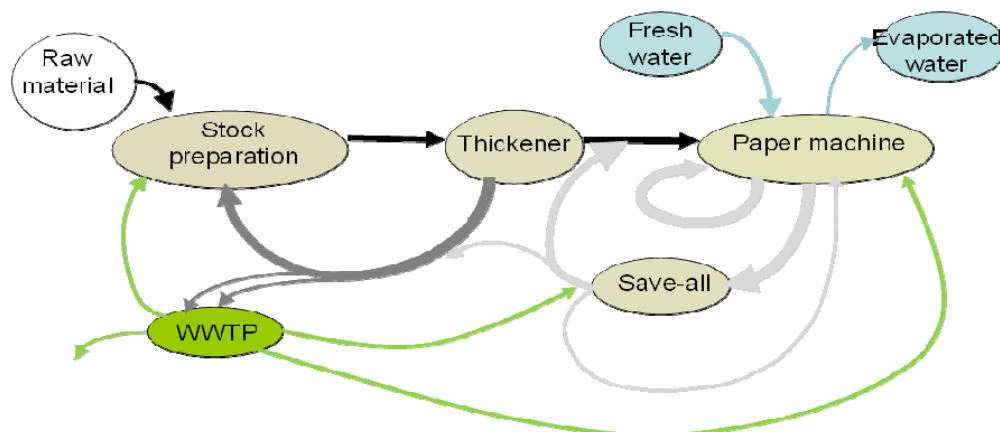 Raw
material
Stock
preparation
Thickener
Fresh
water
Evaporated
water
Paper machine
Save-all
WWTP